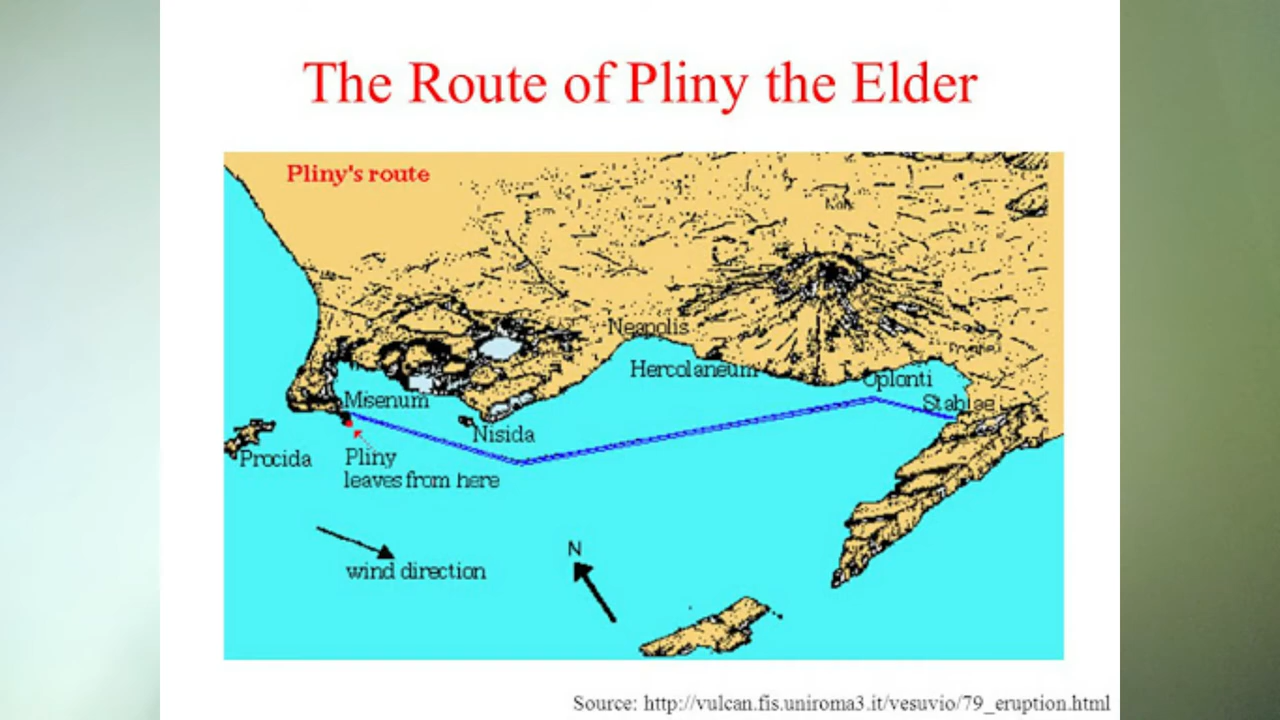 The Route of Pliny the Elder
Pliny's route
Neapolis
Hercolaneum
Oplonti
Misenum
Stabiae
Nisida
Procida
Pliny
leaves from here
N
wind direction
Source: http://vulcan.fis.uniroma3.it/vesuvio/79_eruption.html